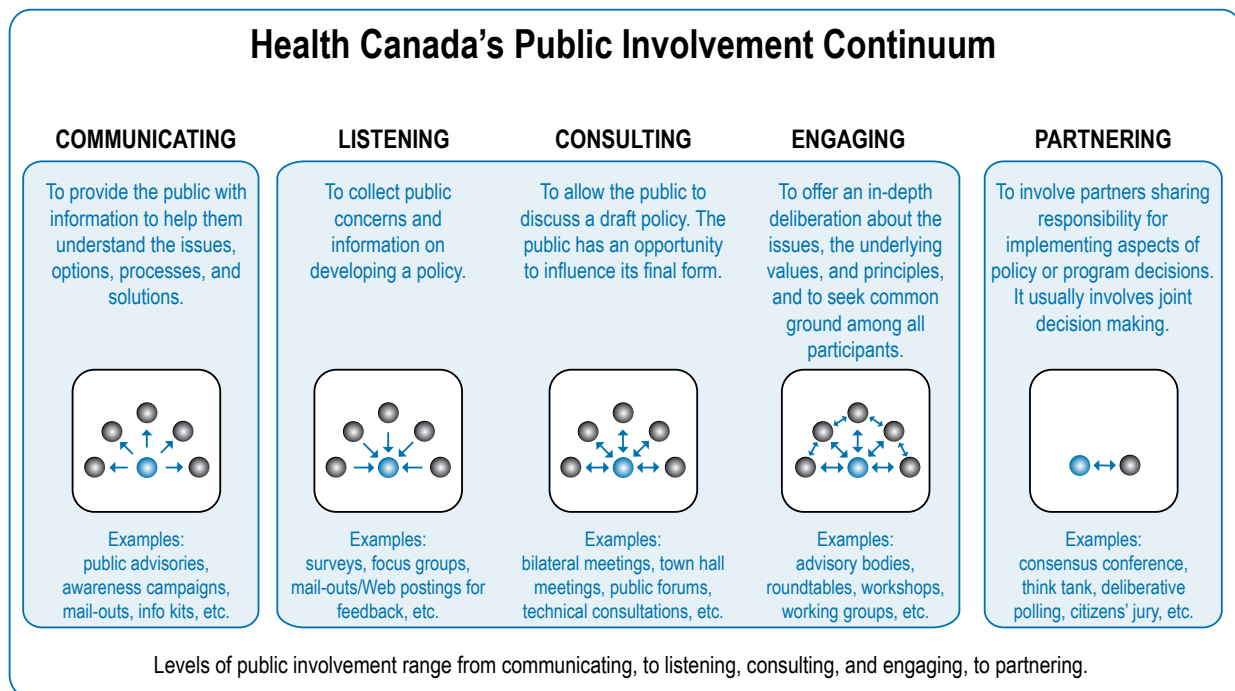 Health Canada’s Public Involvement Continuum
COMMUNICATING
To provide the public with
information to help them
understand the issues,
options, processes, and
solutions.
Examples:
public advisories,
awareness campaigns,
mail-outs, info kits, etc.
LISTENING
To collect public
concerns and
information on
developing a policy.
Examples:
surveys, focus groups,
mail-outs/Web postings for
feedback, etc.
CONSULTING
To allow the public to
discuss a draft policy. The
public has an opportunity
to influence its final form.
Examples:
bilateral meetings, town hall
meetings, public forums,
technical consultations, etc.
ENGAGING
To offer an in-depth
deliberation about the
issues, the underlying
values, and principles,
and to seek common
ground among all
participants.
Examples:
advisory bodies,
roundtables, workshops,
working groups, etc.
PARTNERING
To involve partners sharing
responsibility for
implementing aspects of
policy or program decisions.
It usually involves joint
decision making.
Examples:
consensus conference,
think tank, deliberative
polling, citizens’ jury, etc.
Levels of public involvement range from communicating, to listening, consulting, and engaging, to partnering.